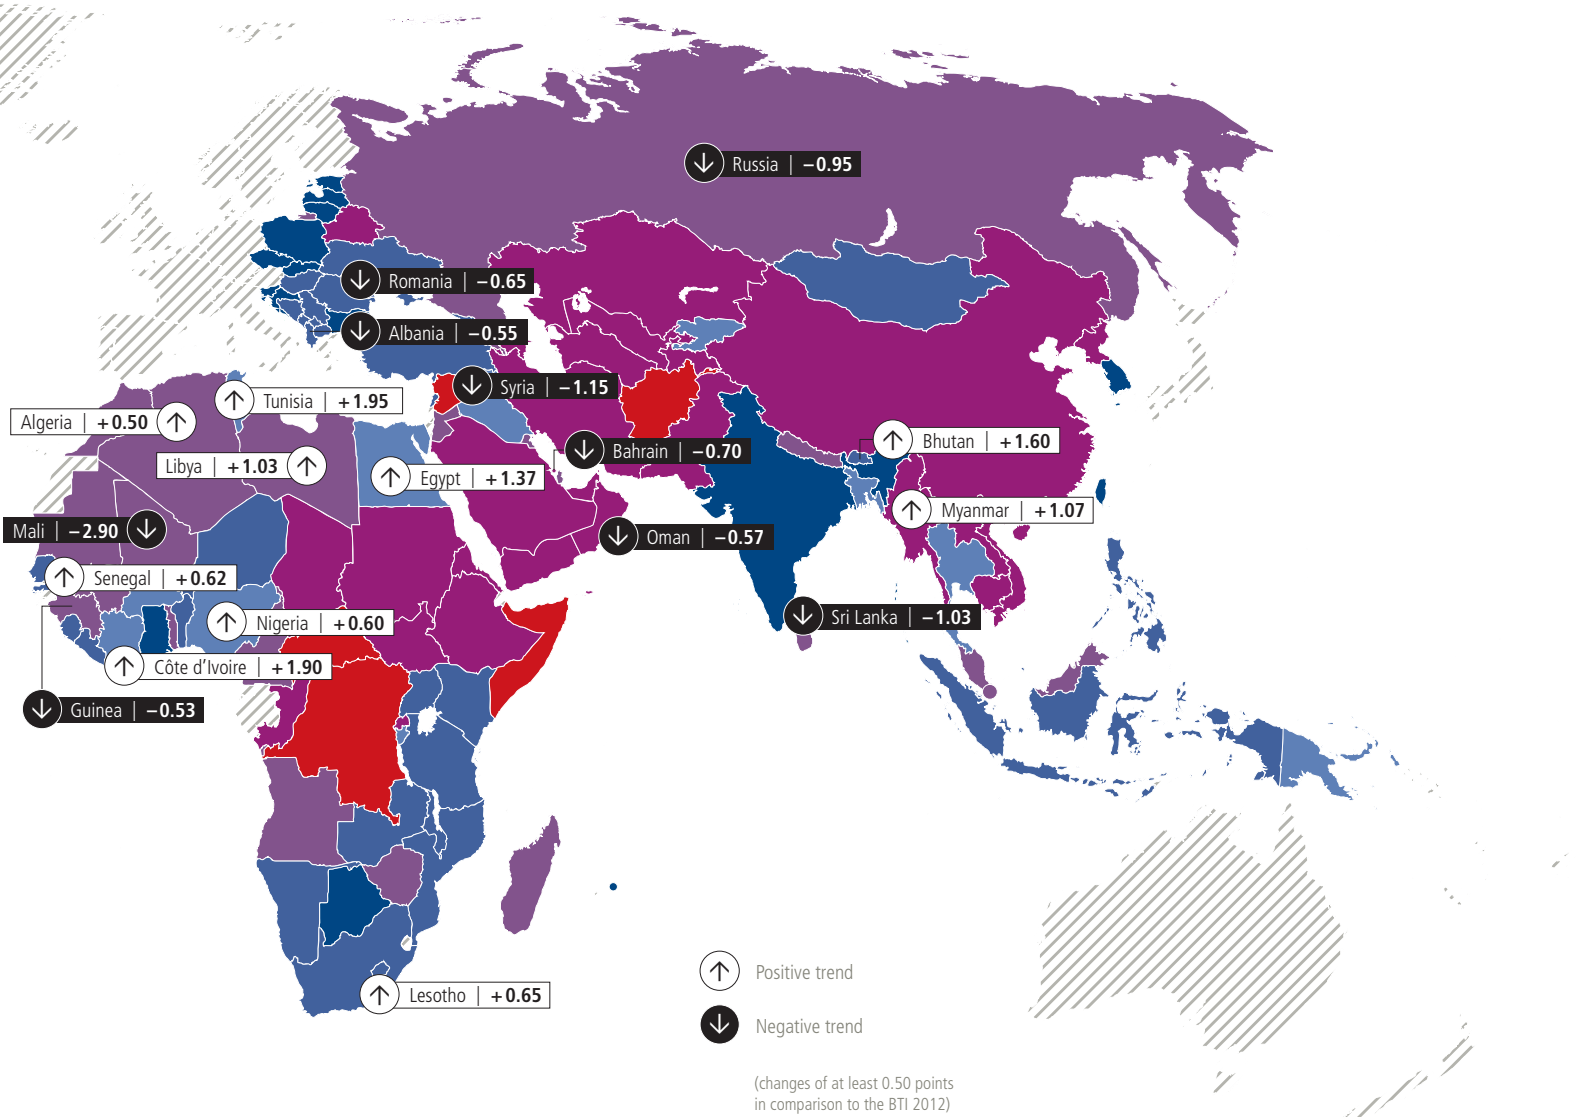 Russia | −0.95
Romania | −0.65
Albania | −0.55
Syria | −1.15
Tunisia | +1.95
Algeria | +0.50
Bhutan | +1.60
Bahrain | −0.70
Libya | +1.03
Egypt | +1.37
Myanmar | +1.07
Mali | −2.90
Oman | −0.57
Senegal | +0.62
Sri Lanka | −1.03
Nigeria | +0.60
Côte d’Ivoire | +1.90
Guinea | −0.53
Positive trend
Lesotho | +0.65
Negative trend
(changes of at least 0.50 points
in comparison to the BTI 2012)